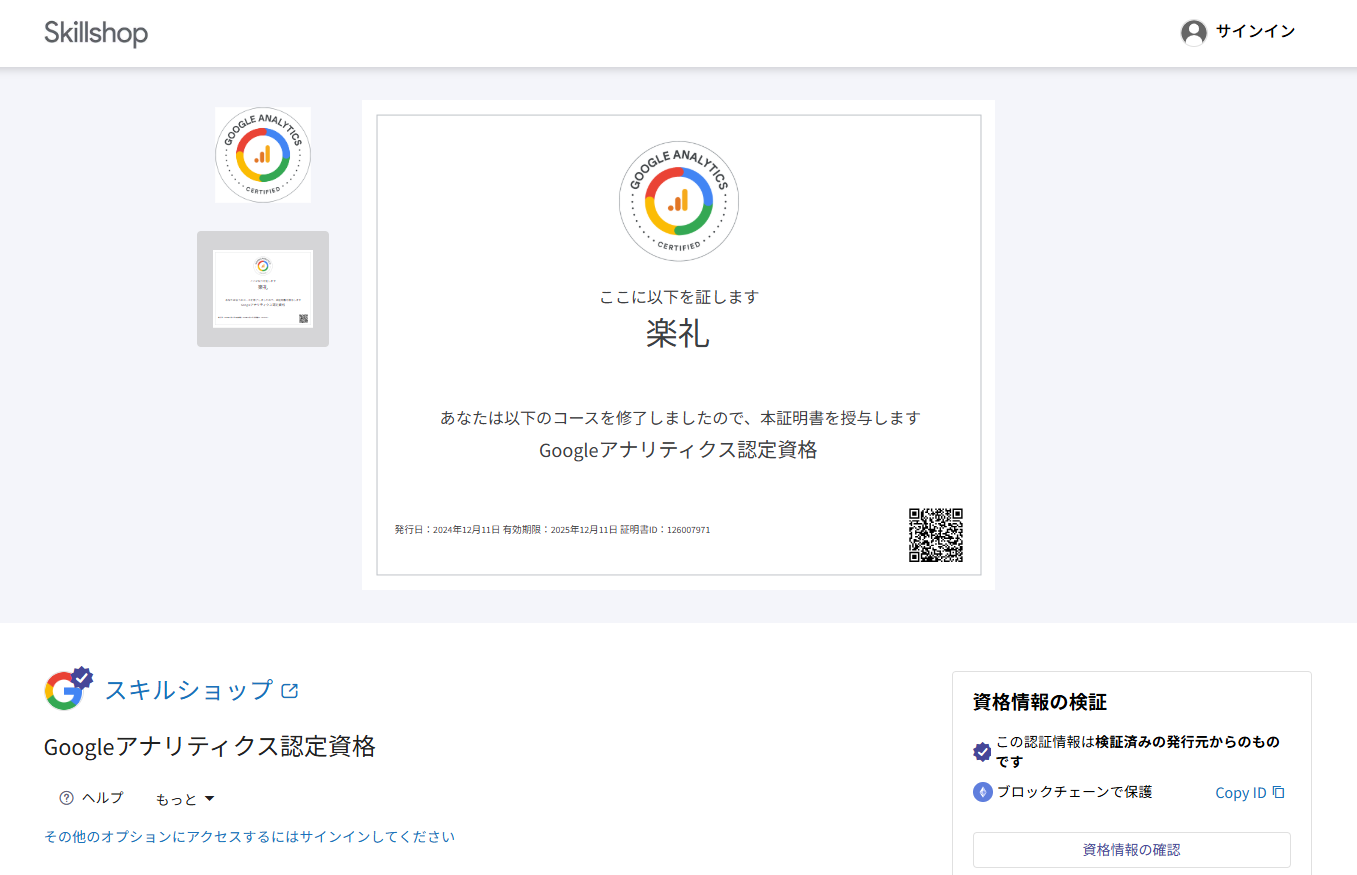 Skillshop
サインイン
GOOGLE ANALYTICS
CERTIFIED
GOOGLE ANALYTICS
CERTIFIED
ここに以下を証します
楽礼
あなたは以下のコースを修了しましたので、本証明書を授与します
Googleアナリティクス認定資格
発行日：2024年12月11日 有効期限：2025年12月11日 証明書ID：126007971
スキルショップ
Googleアナリティクス認定資格
ヘルプ
もっと
その他のオプションにアクセスするにはサインインしてください
資格情報の検証
この認証情報は検証済みの発行元からのもの
です
ブロックチェーンで保護
Copy ID
資格情報の確認